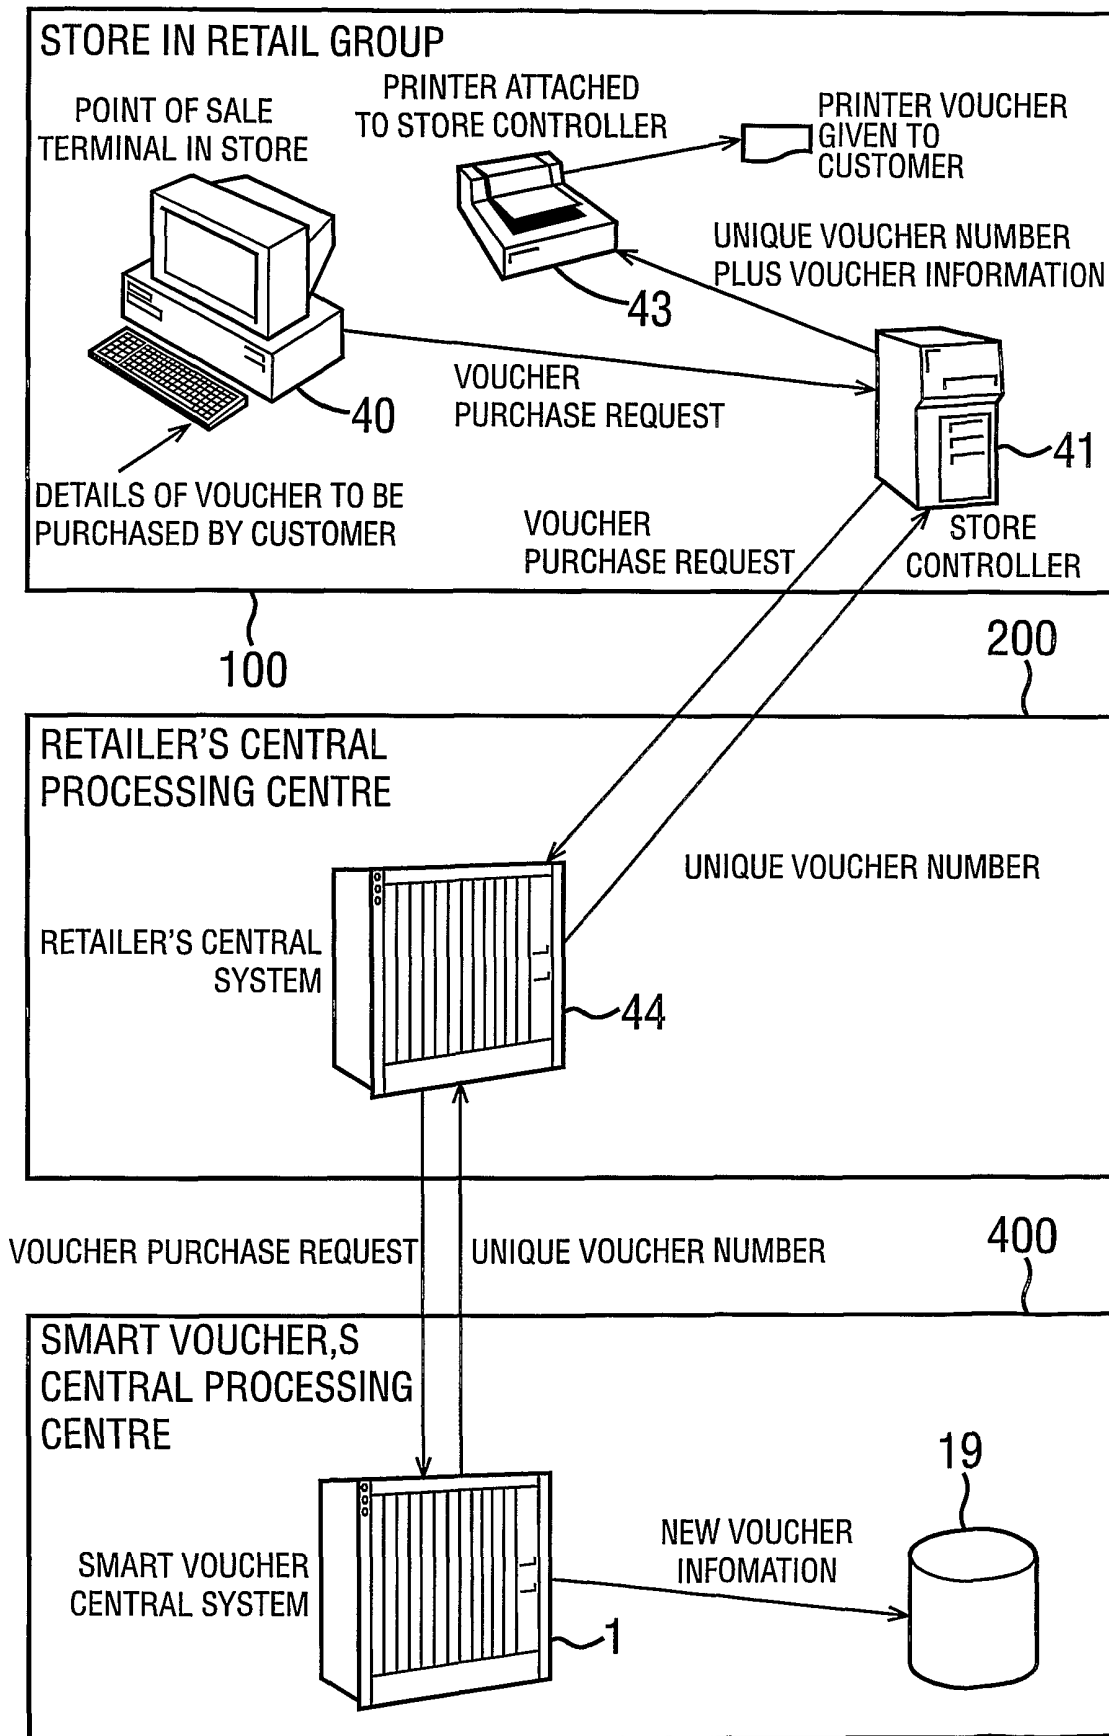 STORE IN RETAIL GROUP
POINT OF SALE
TERMINAL IN STORE
PRINTER ATTACHED
TO STORE CONTROLLER
PRINTER VOUCHER
GIVEN TO
CUSTOMER
UNIQUE VOUCHER NUMBER
PLUS VOUCHER INFORMATION
43
VOUCHER
PURCHASE REQUEST
40
41
DETAILS OF VOUCHER TO BE
PURCHASED BY CUSTOMER
VOUCHER
PURCHASE REQUEST
STORE
CONTROLLER
100
200
RETAILER'S CENTRAL
PROCESSING CENTRE
UNIQUE VOUCHER NUMBER
RETAILER'S CENTRAL
SYSTEM
44
VOUCHER PURCHASE REQUEST
UNIQUE VOUCHER NUMBER
400
SMART VOUCHER,S
CENTRAL PROCESSING
CENTRE
19
NEW VOUCHER
INFOMATION
SMART VOUCHER
CENTRAL SYSTEM
1